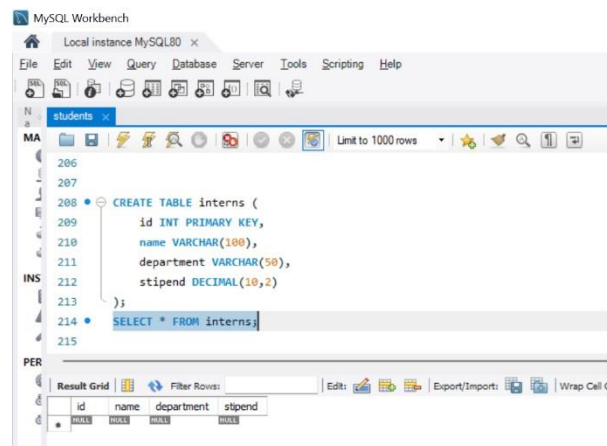 MySQL Workbench
Local instance MySQL80 ×
File Edit View Query Database Server Tools Scripting Help
students ×
MA
Limit to 1000 rows
206
207
208 CREATE TABLE interns (
209 id INT PRIMARY KEY,
210 name VARCHAR(100),
211 department VARCHAR(50),
212 stipend DECIMAL(10,2)
213 );
214 SELECT * FROM interns;
215
INS
PER
Result Grid Filter Rows: Edit: Export/Import: Wrap Cell C
id name department stipend
NULL NULL NULL NULL